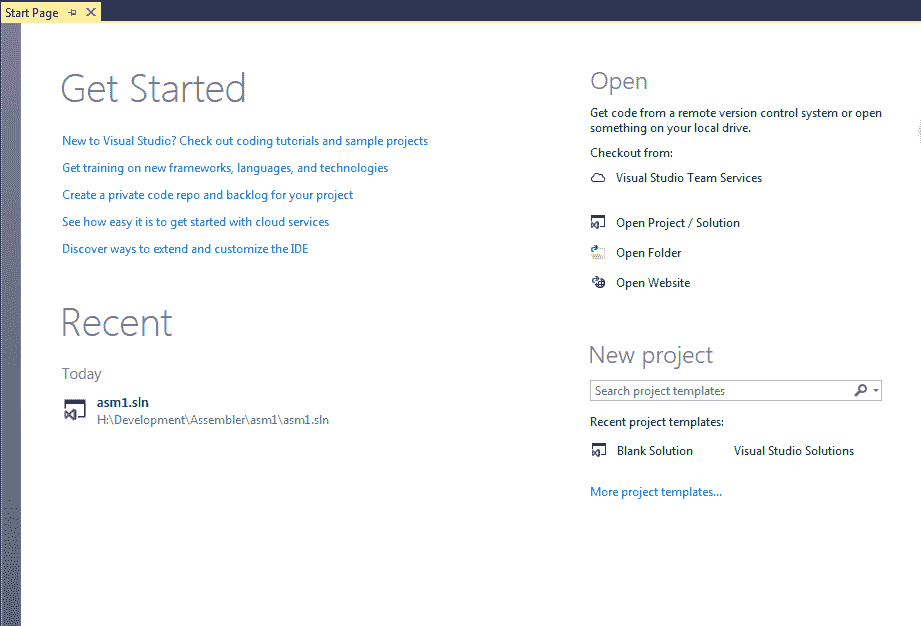 Start Page
Get Started
New to Visual Studio? Check out coding tutorials and sample projects
Get training on new frameworks, languages, and technologies
Create a private code repo and backlog for your project
See how easy it is to get started with cloud services
Discover ways to extend and customize the IDE
Recent
Today
asm1.sln
H:\Development\Assembler\asm1\asm1.sln
Open
Get code from a remote version control system or open
something on your local drive.
Checkout from:
Visual Studio Team Services
Open Project / Solution
Open Folder
Open Website
New project
Search project templates
Recent project templates:
Blank Solution Visual Studio Solutions
More project templates...